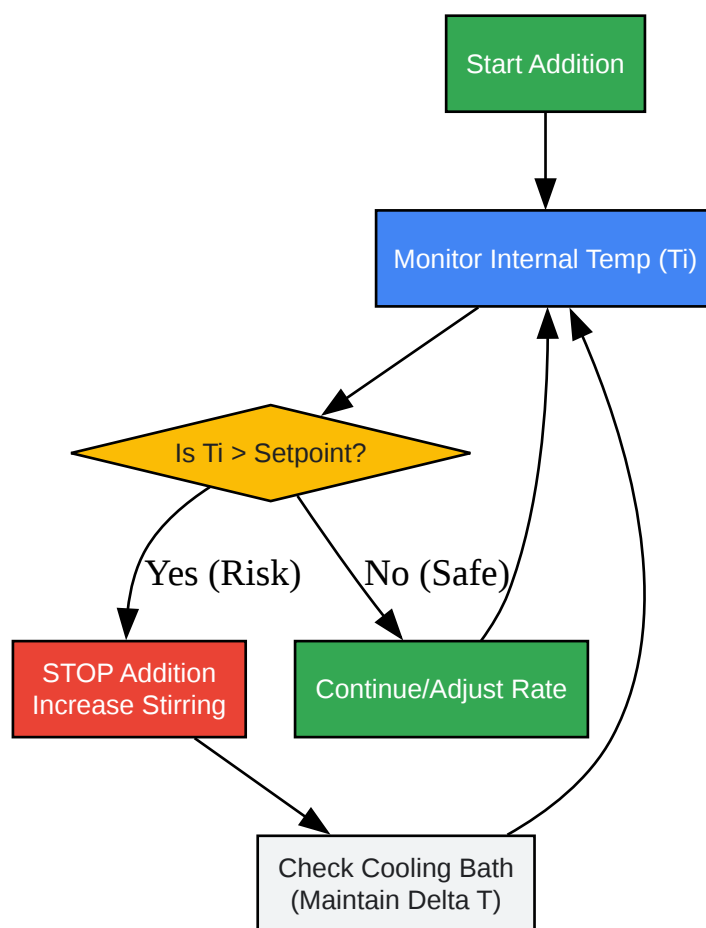 Start Addition
Monitor Internal Temp (Ti)
Is Ti > Setpoint?
Yes (Risk)
No (Safe)
STOP Addition
Increase Stirring
Continue/Adjust Rate
Check Cooling Bath
(Maintain Delta T)